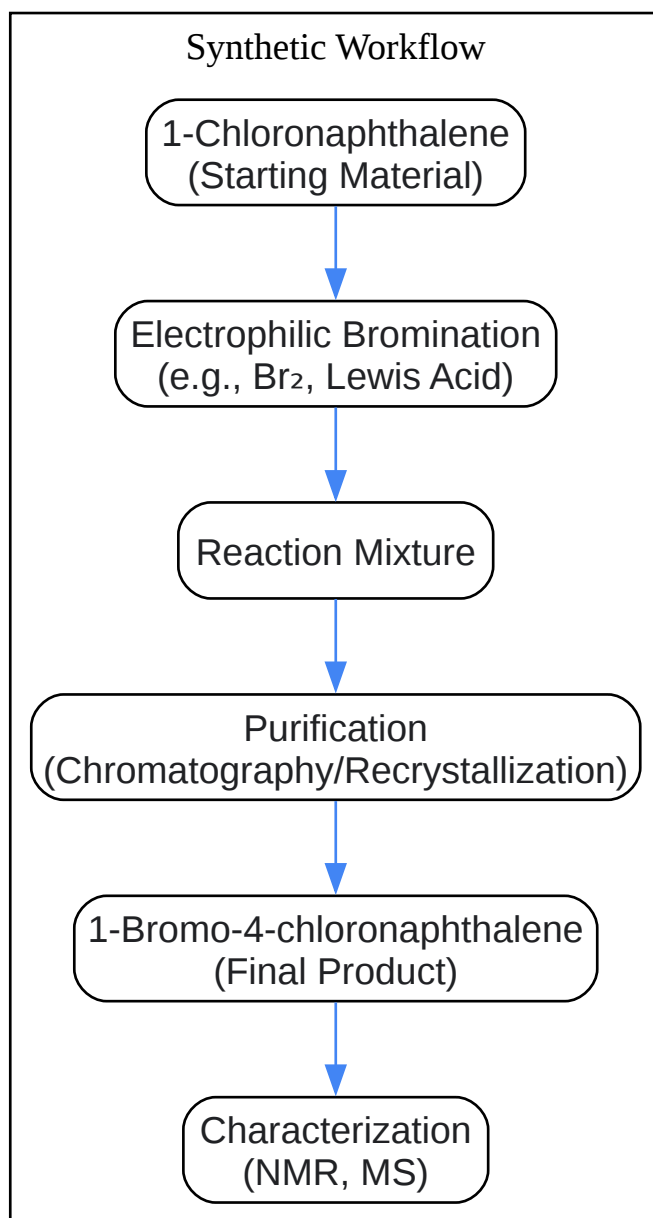 Synthetic Workflow
1-Chloronaphthalene
(Starting Material)
Electrophilic Bromination
(e.g., Br₂, Lewis Acid)
Reaction Mixture
Purification
(Chromatography/Recrystallization)
1-Bromo-4-chloronaphthalene
(Final Product)
Characterization
(NMR, MS)